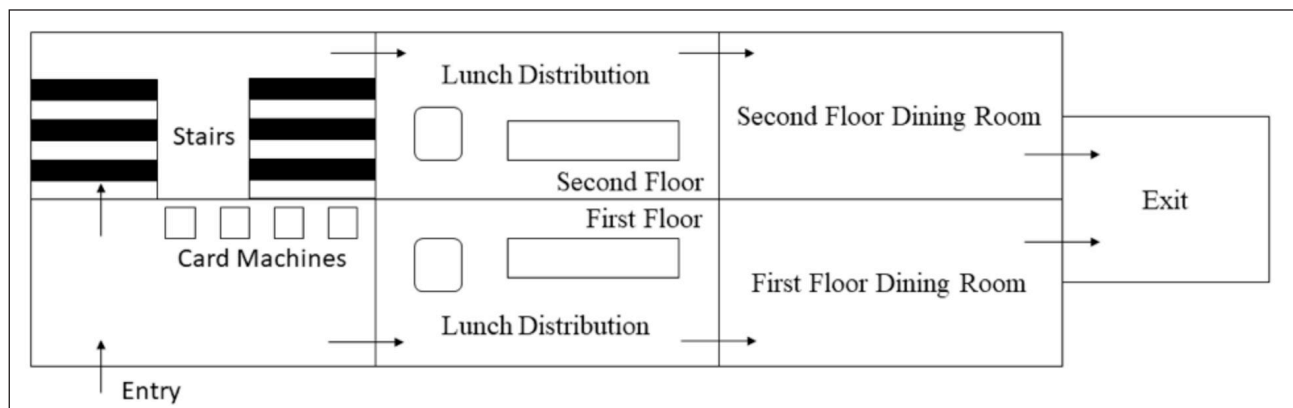 Lunch Distribution
Second Floor Dining Room
Stairs
Second Floor
Exit
First Floor
Card Machines
First Floor Dining Room
Lunch Distribution
Entry